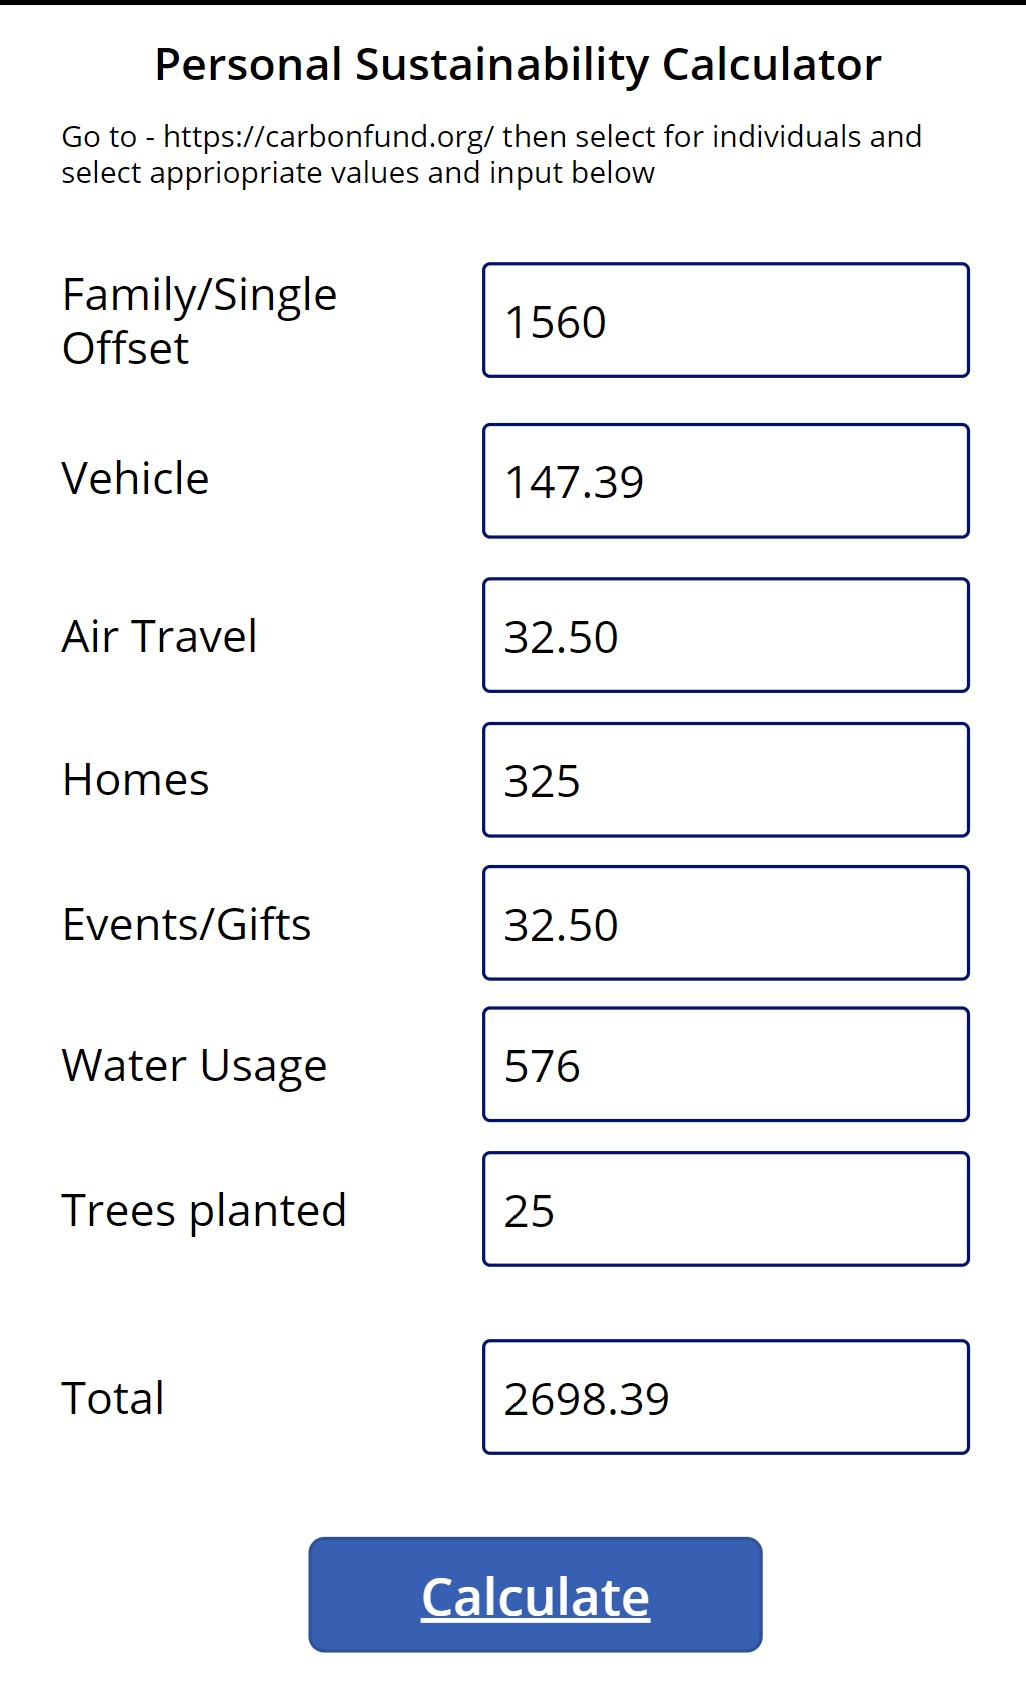 Personal Sustainability Calculator
Go to - https://carbonfund.org/ then select for individuals and
select appriopriate values and input below
Family/Single
Offset
1560
Vehicle
147.39
Air Travel
32.50
Homes
325
Events/Gifts
32.50
Water Usage
576
Trees planted
25
Total
2698.39
Calculate